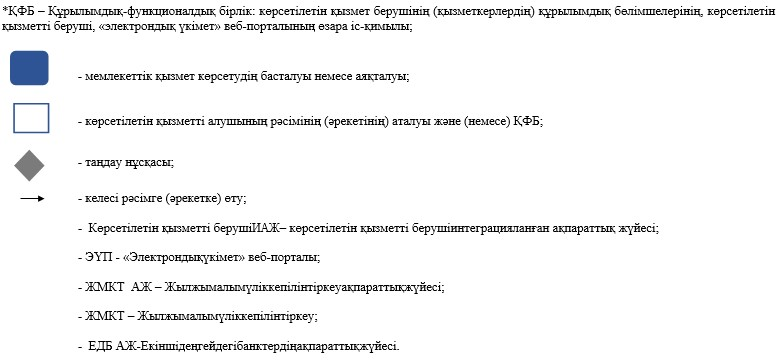 *ҚФБ – Құрылымдық-функционалдық бірлік: көрсетілетін қызмет берушінің (қызметкерлердің) құрылымдық бөлімшелерінің, көрсетілетін
қызметті беруші, «электрондық үкімет» веб-порталының өзара іс-қимылы;
- мемлекеттік қызмет көрсетудің басталуы немесе аяқталуы;
- көрсетілетін қызметті алушының рәсімінің (әрекетінің) аталуы және (немесе) ҚФБ;
- таңдау нұсқасы;
- келесі рәсімге (әрекетке) өту;
- Көрсетілетін қызметті берушіИАЖ– көрсетілетін қызметті берушіинтеграцияланған ақпараттық жүйесі;
- ЭҮП - «Электрондықүкімет» веб-порталы;
- ЖМКТ АЖ – Жылжымалымүліккепілінтіркеуақпараттықжүйесі;
- ЖМКТ – Жылжымалымүліккепілінтіркеу;
- ЕДБ АЖ-Екіншідеңгейдегібанктердіңақпараттықжүйесі.